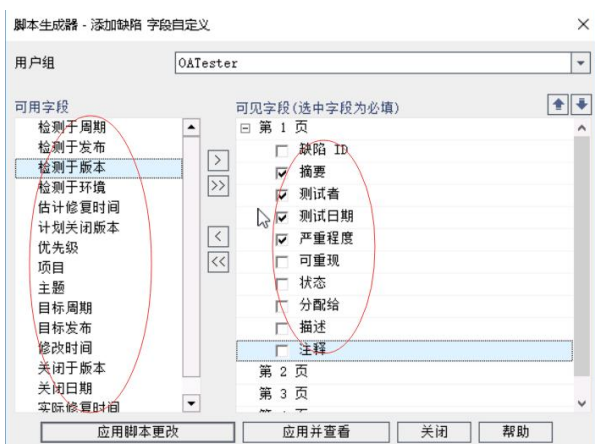 脚本生成器 - 添加缺陷 字段自定义
用户组
OATester
可用字段
检测于周期
检测于发布
检测于版本
检测于环境
估计修复时间
计划关闭版本
优先级
项目
主题
目标周期
目标发布
修改时间
关闭于版本
关闭日期
实际修复时间
>
>>
<
<<
可见字段(选中字段为必填)
第 1 页
缺陷 ID
摘要
测试者
测试日期
严重程度
可重现
状态
分配给
描述
注释
第 2 页
第 3 页
应用脚本更改
应用并查看
关闭
帮助